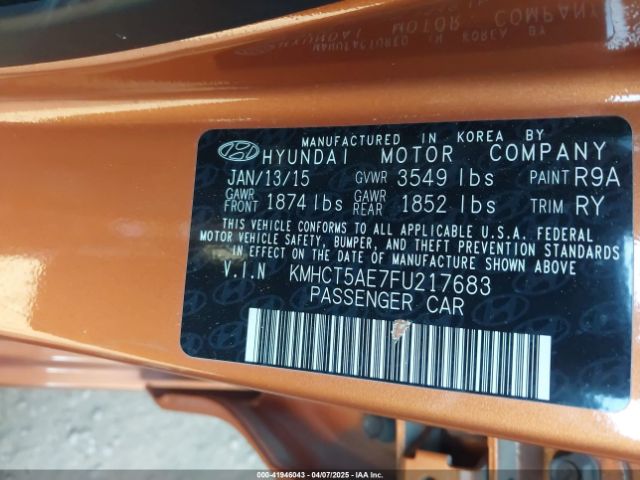 MANUFACTURED IN KOREA BY
HYUNDAI MOTOR COMPANY
JAN/13/15 GVWR 3549 lbs PAINT R9A
GAWR FRONT 1874 lbs GAWR REAR 1852 lbs TRIM RY
THIS VEHICLE CONFORMS TO ALL APPLICABLE U.S.A. FEDERAL
MOTOR VEHICLE SAFETY, BUMPER, AND THEFT PREVENTION STANDARDS
IN EFFECT ON THE DATE OF MANUFACTURE SHOWN ABOVE
V.I.N KMHCT5AE7FU217683
PASSENGER CAR
000-41946043 - 04/07/2025 - IAA Inc.